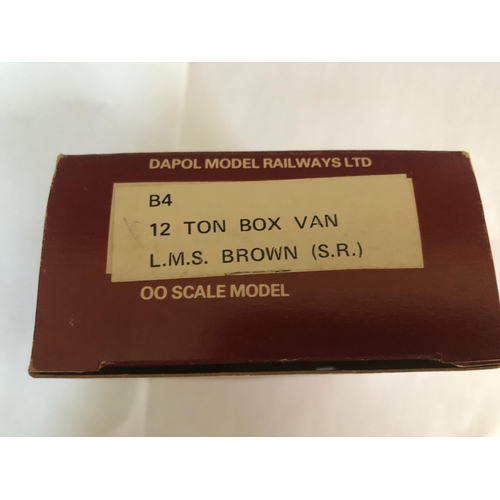 DAPOL MODEL RAILWAYS LTD
B4
12 TON BOX VAN
L.M.S. BROWN (S.R.)
OO SCALE MODEL